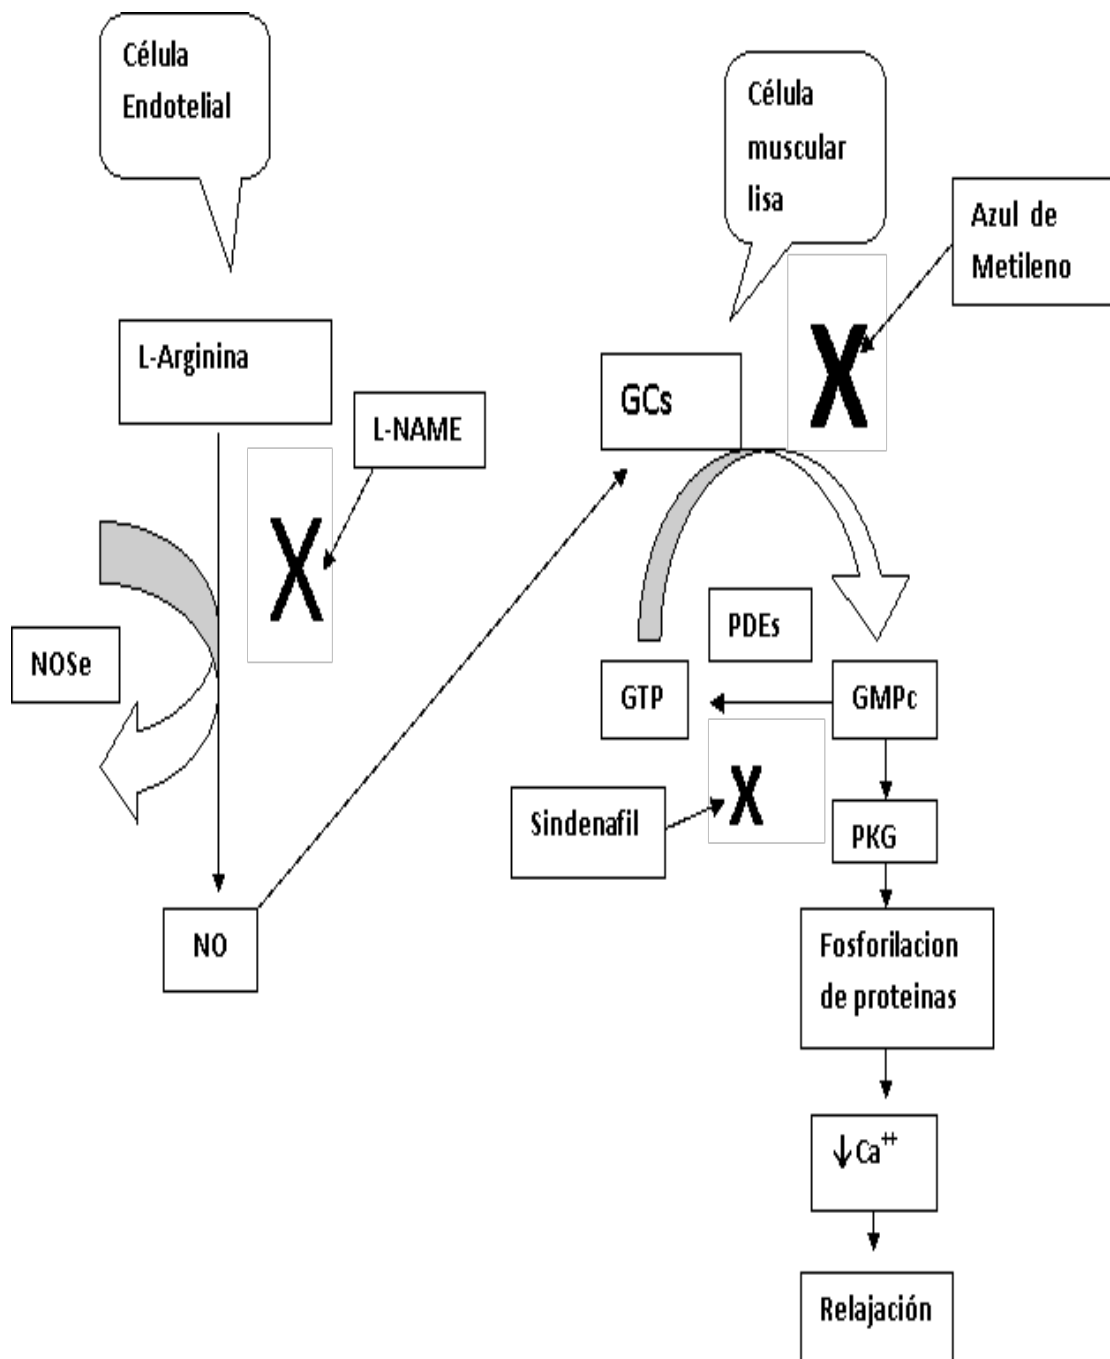 Célula
Endotelial
Célula
muscular
lisa
Azul de
Metileno
L-Arginina
L-NAME
GCs
X
X
NOSe
PDEs
GTP
GMPc
Sindenafil
X
PKG
NO
Fosforilacion
de proteinas
↓Ca⁺⁺
Relajación